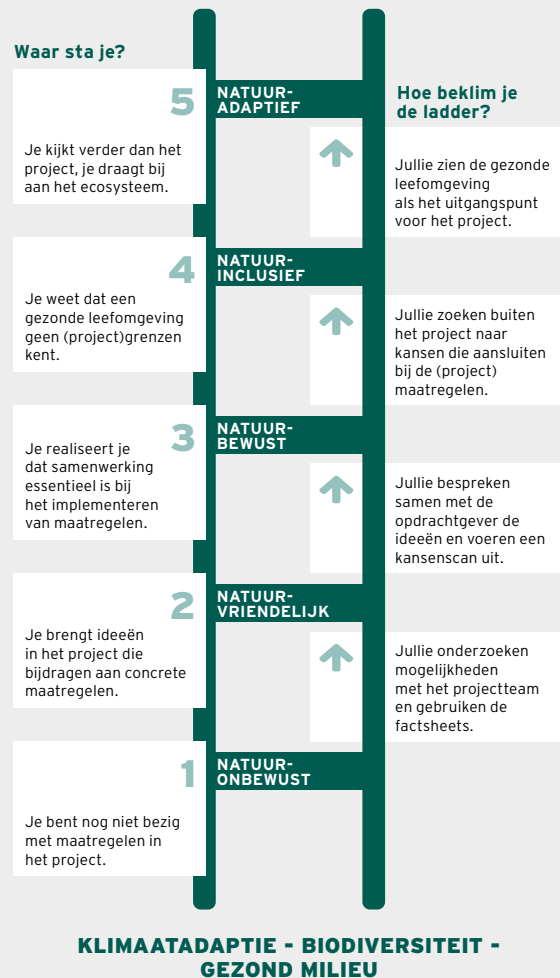 Waar sta je?
Hoe beklim je
de ladder?
5
NATUUR-
ADAPTIEF
Je kijkt verder dan het
project, je draagt bij
aan het ecosysteem.
Jullie zien de gezonde
leefomgeving
als het uitgangspunt
voor het project.
4
NATUUR-
INCLUSIEF
Je weet dat een
gezonde leefomgeving
geen (project)grenzen
kent.
Jullie zoeken buiten
het project naar
kansen die aansluiten
bij de (project)
maatregelen.
3
NATUUR-
BEWUST
Je realiseert je
dat samenwerking
essentieel is bij
het implementeren
van maatregelen.
Jullie bespreken
samen met de
opdrachtgever de
ideeën en voeren een
kansenscan uit.
2
NATUUR-
VRIENDELIJK
Je brengt ideeën
in het project die
bijdragen aan concrete
maatregelen.
Jullie onderzoeken
mogelijkheden
met het projectteam
en gebruiken de
factsheets.
1
NATUUR-
ONBEWUST
Je bent nog niet bezig
met maatregelen in
het project.
KLIMAATADAPTIE - BIODIVERSITEIT -
GEZOND MILIEU